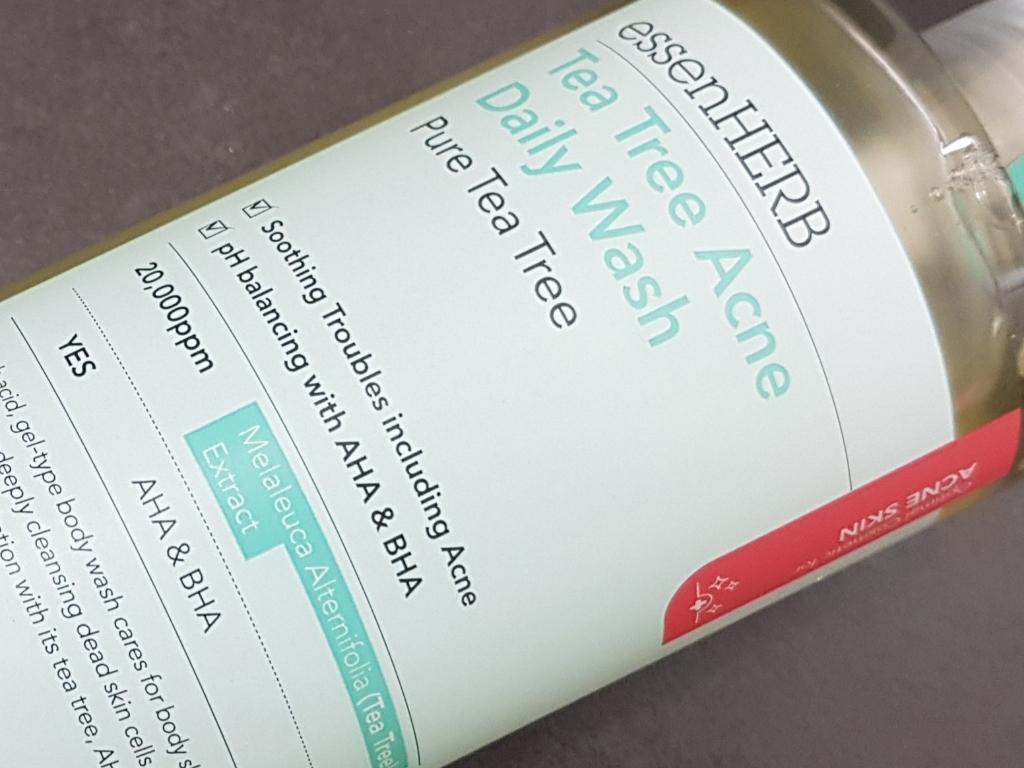 essenHERB
Tea Tree Acne
Daily Wash
Pure Tea Tree
Soothing Troubles including Acne
pH balancing with AHA & BHA
20,000ppm
Melaleuca Alternifolia (Tea Tree)
Extract
YES
AHA & BHA
acid, gel-type body wash cares for body
deeply cleansing dead skin cells
with its tea tree,
ACNE SKIN